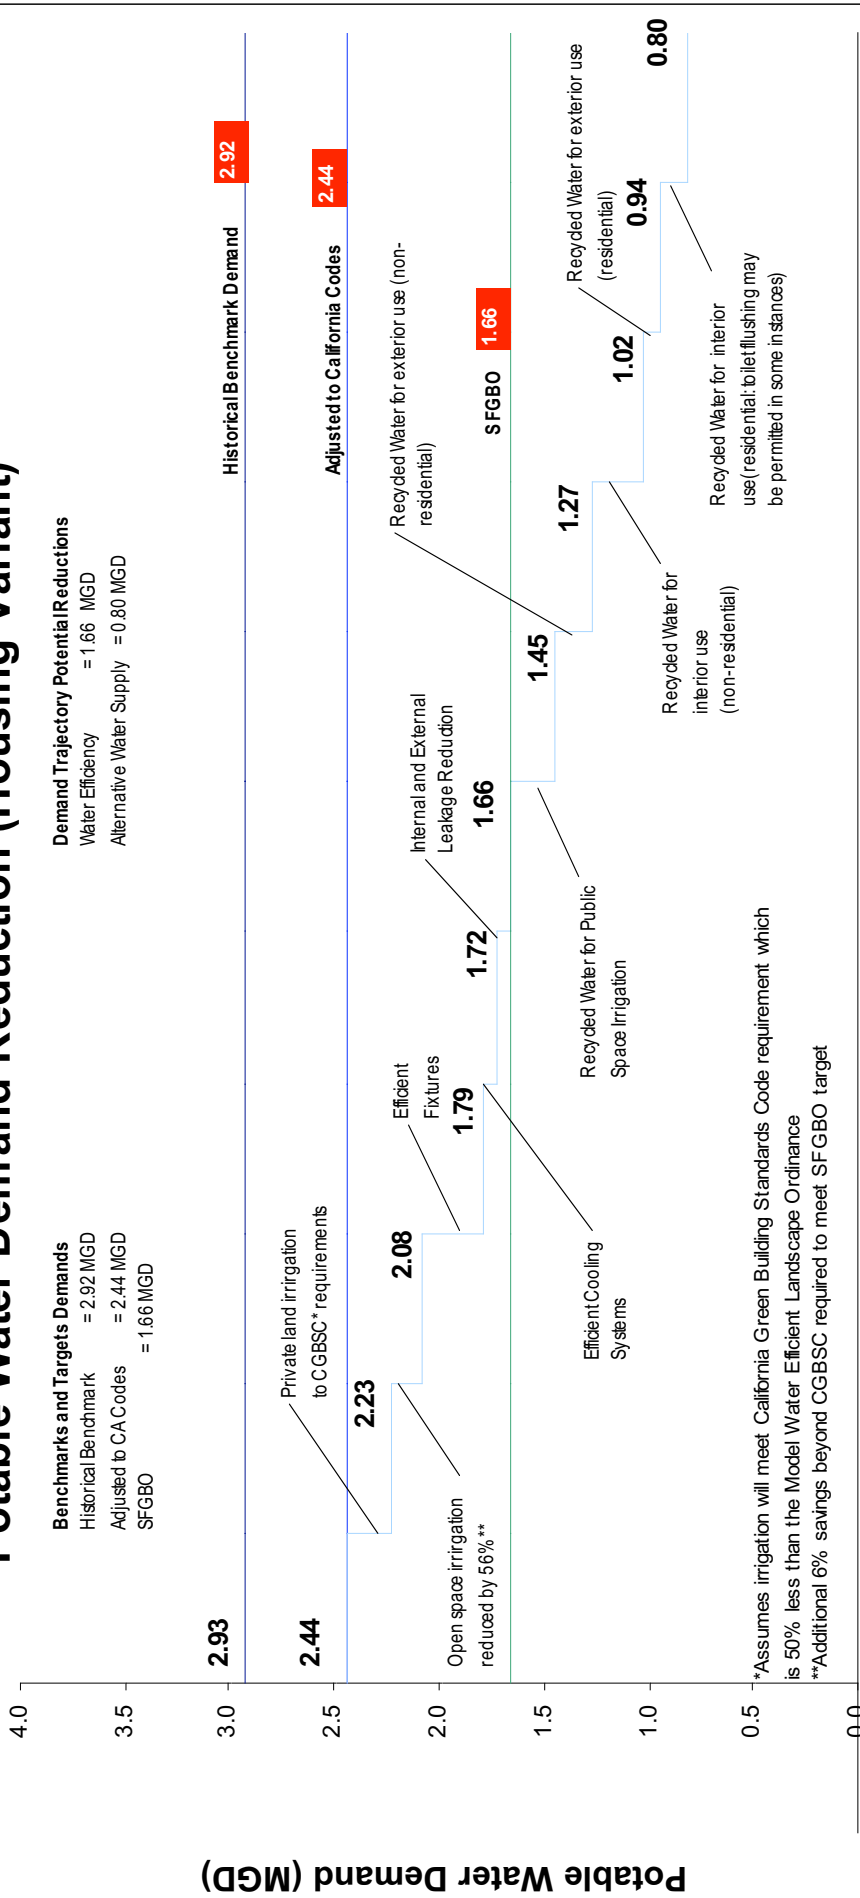 Potable Water Demand Reduction (Housing Variant)
Benchmarks and Targets Demands
Historical Benchmark = 2.92 MGD
Adjusted to CA Codes = 2.44 MGD
SFGBO = 1.66 MGD
Demand Trajectory Potential Reductions
Water Efficiency = 1.66 MGD
Alternative Water Supply = 0.80 MGD
Potable Water Demand (MGD)
4.0
3.5
3.0
2.5
2.0
1.5
1.0
0.5
0.0
2.93
Historical Benchmark Demand
2.92
2.44
Adjusted to California Codes
2.44
Private land irrigation
to CGBSC* requirements
2.23
Open space irrigation
reduced by 56%**
2.08
Efficient
Fixtures
1.79
Efficient Cooling
Systems
1.72
Internal and External
Leakage Reduction
1.66
SFGBO
1.66
Recycled Water for Public
Space Irrigation
1.45
Recycled Water for exterior use (non-
residential)
1.27
Recycled Water for
interior use
(non-residential)
1.02
Recycled Water for exterior use
(residential)
0.94
Recycled Water for interior
use(residential: toilet flushing may
be permitted in some instances)
0.80
*Assumes irrigation will meet California Green Building Standards Code requirement which
is 50% less than the Model Water Efficient Landscape Ordinance
**Additional 6% savings beyond CGBSC required to meet SFGBO target